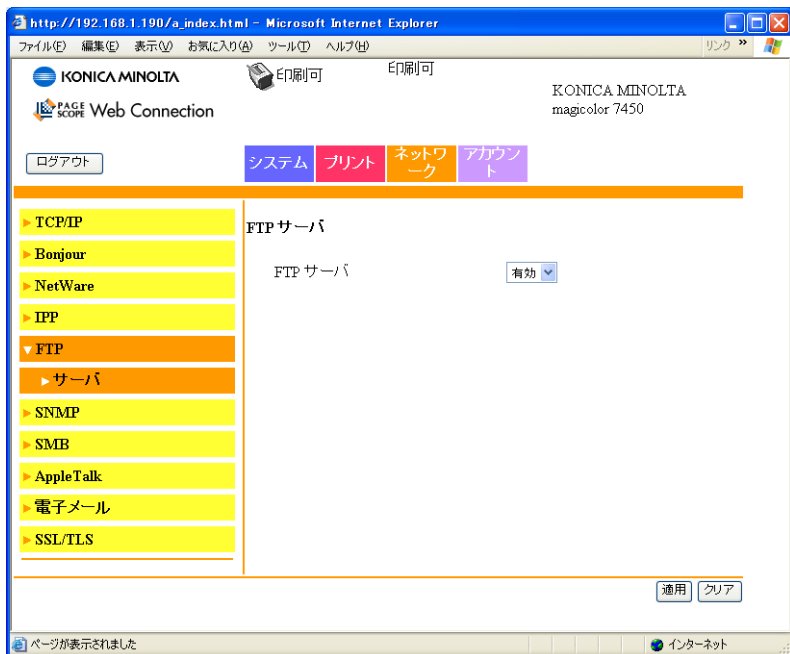 http://192.168.1.190/a_index.html - Microsoft Internet Explorer
ファイル(F) 編集(E) 表示(V) お気に入り(A) ツール(T) ヘルプ(H) リンク »
KONICA MINOLTA
印刷可
印刷可
KONICA MINOLTA
magicolor 7450
PAGE SCOPE Web Connection
ログアウト
システム
プリント
ネットワ
ーク
アカウン
ト
TCP/IP
Bonjour
NetWare
IPP
FTP
サーバ
SNMP
SMB
AppleTalk
電子メール
SSL/TLS
FTP サーバ
FTP サーバ 有効
適用 クリア
ページが表示されました インターネット